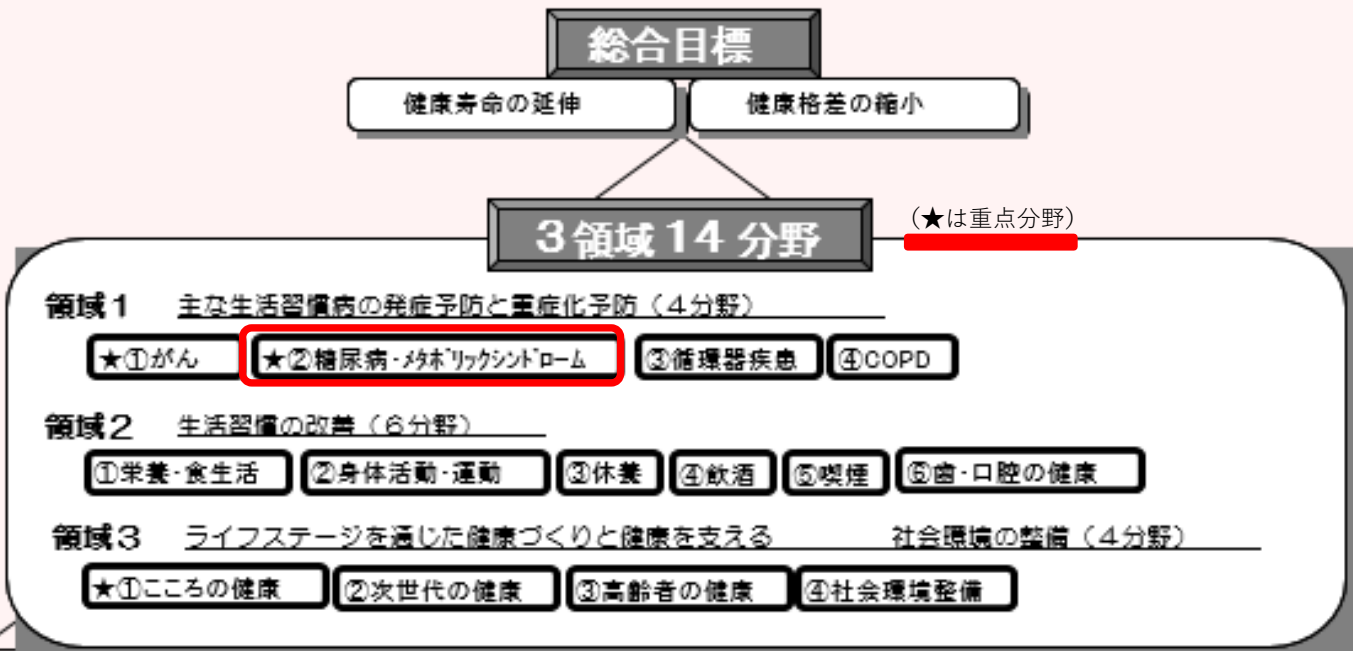 総合目標
健康寿命の延伸 健康格差の縮小
3領域14分野 (★は重点分野)
領域1 主な生活習慣病の発症予防と重症化予防(4分野)
★①がん ★②糖尿病・メタボリックシンドローム ③循環器疾患 ④COPD
領域2 生活習慣の改善(6分野)
①栄養・食生活 ②身体活動・運動 ③休養 ④飲酒 ⑤喫煙 ⑥歯・口腔の健康
領域3 ライフステージを通じた健康づくりと健康を支える 社会環境の整備(4分野)
★①こころの健康 ②次世代の健康 ③高齢者の健康 ④社会環境整備